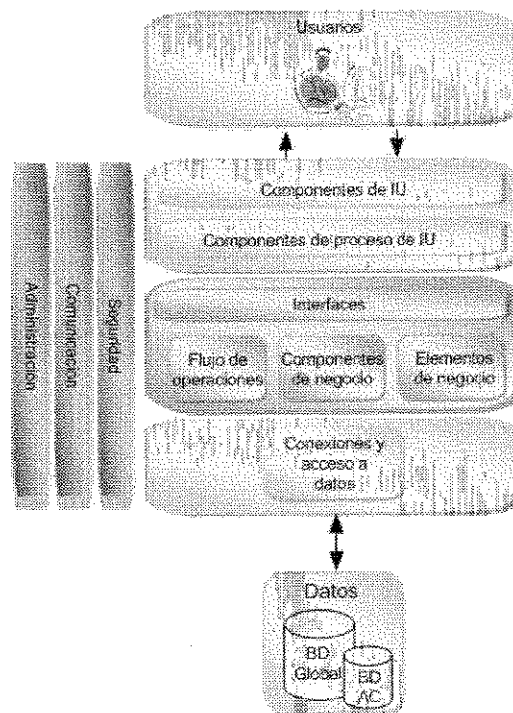 Usuarios
Componentes de IU
Componentes de proceso de IU
Interfaces
Flujo de
operaciones
Componentes
de negocio
Elementos
de negocio
Conexiones y
acceso a
datos
Administración
Comunicación
Seguridad
Datos
BD
Global
BD
AC